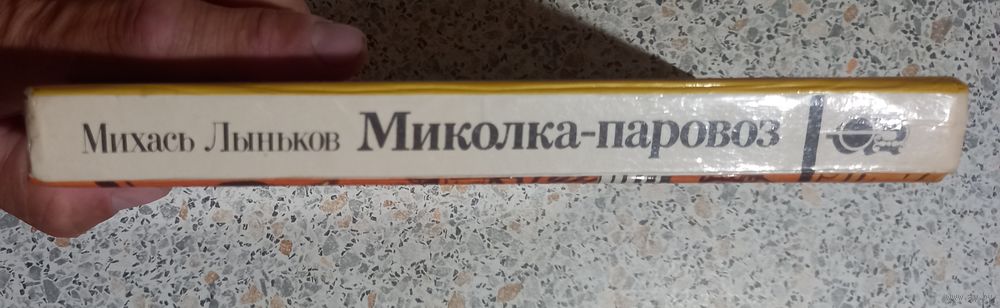 Михась Лыньков Миколка-паровоз